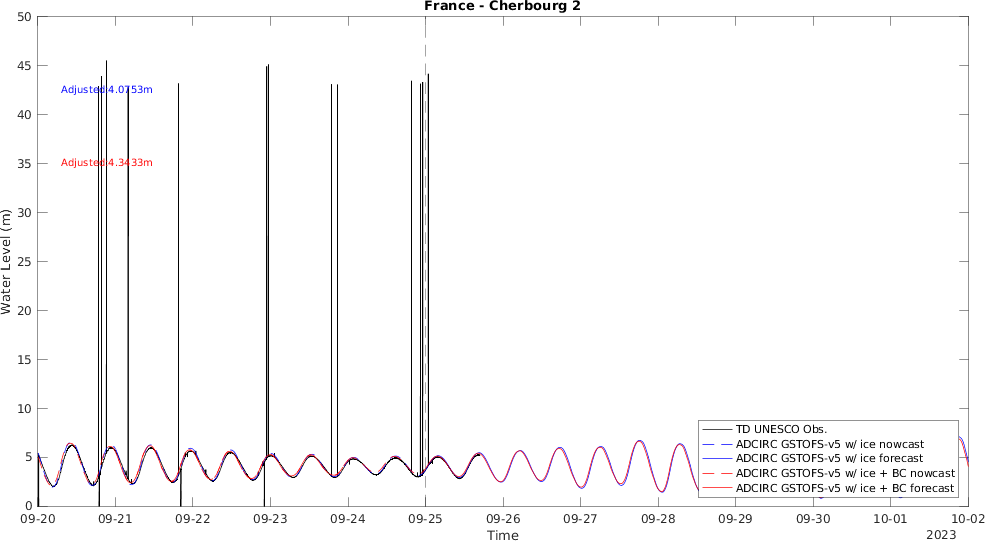 France - Cherbourg 2
50
45
40
35
30
25
20
15
10
5
0
Water Level (m)
Adjusted 4.0753m
Adjusted 4.3433m
TD UNESCO Obs.
ADCIRC GSTOFS-v5 w/ ice nowcast
ADCIRC GSTOFS-v5 w/ ice forecast
ADCIRC GSTOFS-v5 w/ ice + BC nowcast
ADCIRC GSTOFS-v5 w/ ice + BC forecast
09-20 09-21 09-22 09-23 09-24 09-25 09-26 09-27 09-28 09-29 09-30 10-01 10-02
Time
2023